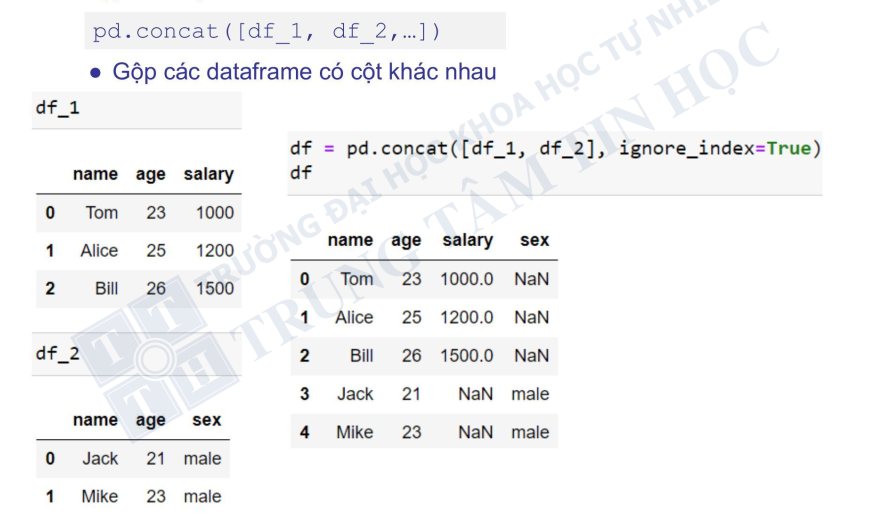 pd.concat([df_1, df_2,…])
● Gộp các dataframe có cột khác nhau
df_1
name age salary
0 Tom 23 1000
1 Alice 25 1200
2 Bill 26 1500
df_2
name age sex
0 Jack 21 male
1 Mike 23 male
df = pd.concat([df_1, df_2], ignore_index=True)
df
name age salary sex
0 Tom 23 1000.0 NaN
1 Alice 25 1200.0 NaN
2 Bill 26 1500.0 NaN
3 Jack 21 NaN male
4 Mike 23 NaN male
TRƯỜNG ĐẠI HỌC KHOA HỌC TỰ NHIÊ
TRUNG TÂM TIN HỌC
T T
T H